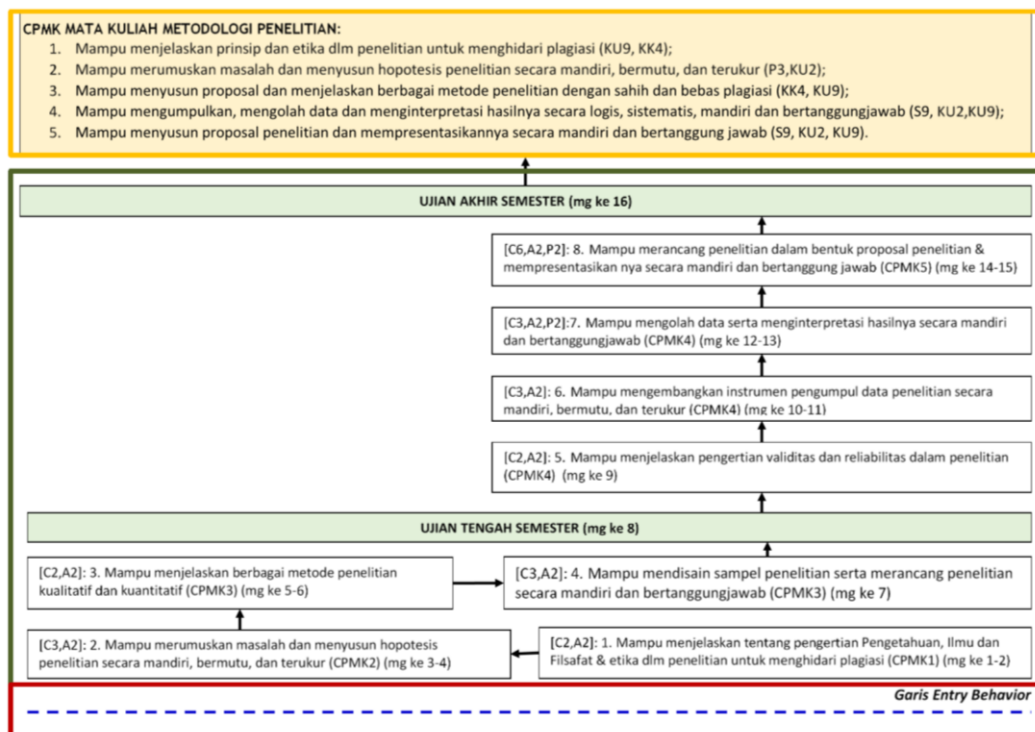 CPMK MATA KULIAH METODOLOGI PENELITIAN:
1. Mampu menjelaskan prinsip dan etika dlm penelitian untuk menghidari plagiasi (KU9, KK4);
2. Mampu merumuskan masalah dan menyusun hopotesis penelitian secara mandiri, bermutu, dan terukur (P3,KU2);
3. Mampu menyusun proposal dan menjelaskan berbagai metode penelitian dengan sahih dan bebas plagiasi (KK4, KU9);
4. Mampu mengumpulkan, mengolah data dan menginterpretasi hasilnya secara logis, sistematis, mandiri dan bertanggungjawab (S9, KU2,KU9);
5. Mampu menyusun proposal penelitian dan mempresentasikannya secara mandiri dan bertanggung jawab (S9, KU2, KU9).
UJIAN AKHIR SEMESTER (mg ke 16)
[C6,A2,P2]: 8. Mampu merancang penelitian dalam bentuk proposal penelitian &
mempresentasikan nya secara mandiri dan bertanggung jawab (CPMK5) (mg ke 14-15)
[C3,A2,P2]:7. Mampu mengolah data serta menginterpretasi hasilnya secara mandiri
dan bertanggungjawab (CPMK4) (mg ke 12-13)
[C3,A2]: 6. Mampu mengembangkan instrumen pengumpul data penelitian secara
mandiri, bermutu, dan terukur (CPMK4) (mg ke 10-11)
[C2,A2]: 5. Mampu menjelaskan pengertian validitas dan reliabilitas dalam penelitian
(CPMK4) (mg ke 9)
UJIAN TENGAH SEMESTER (mg ke 8)
[C2,A2]: 3. Mampu menjelaskan berbagai metode penelitian
kualitatif dan kuantitatif (CPMK3) (mg ke 5-6)
[C3,A2]: 4. Mampu mendisain sampel penelitian serta merancang penelitian
secara mandiri dan bertanggungjawab (CPMK3) (mg ke 7)
[C3,A2]: 2. Mampu merumuskan masalah dan menyusun hopotesis
penelitian secara mandiri, bermutu, dan terukur (CPMK2) (mg ke 3-4)
[C2,A2]: 1. Mampu menjelaskan tentang pengertian Pengetahuan, Ilmu dan
Filsafat & etika dlm penelitian untuk menghidari plagiasi (CPMK1) (mg ke 1-2)
Garis Entry Behavior